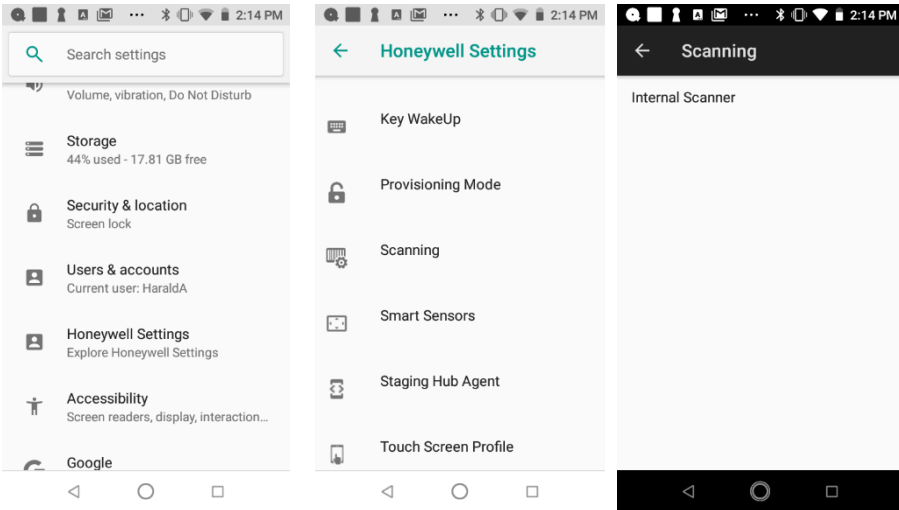 2:14 PM
Search settings
Volume, vibration, Do Not Disturb
Storage
44% used - 17.81 GB free
Security & location
Screen lock
Users & accounts
Current user: HaraldA
Honeywell Settings
Explore Honeywell Settings
Accessibility
Screen readers, display, interaction...
Google
2:14 PM
Honeywell Settings
Key WakeUp
Provisioning Mode
Scanning
Smart Sensors
Staging Hub Agent
Touch Screen Profile
2:14 PM
Scanning
Internal Scanner